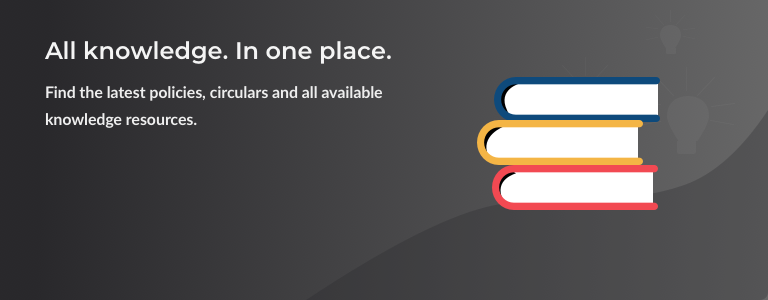 All knowledge. In one place.
Find the latest policies, circulars and all available
knowledge resources.